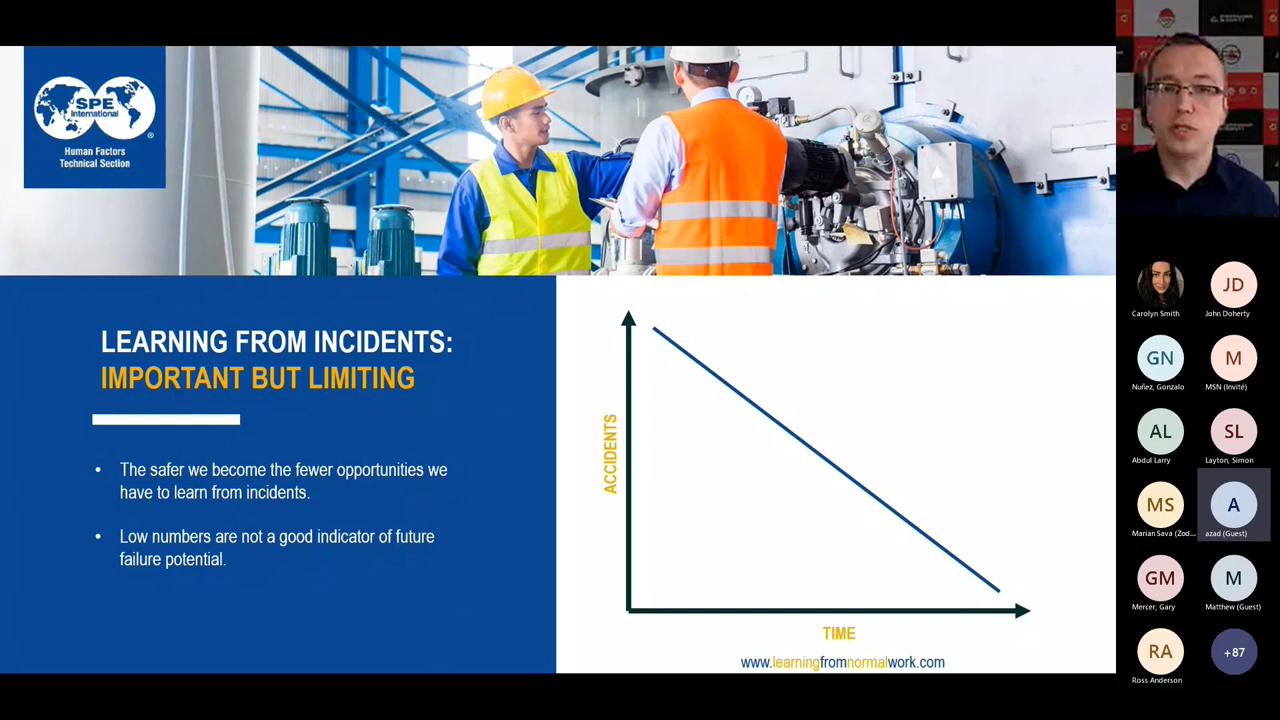 SPE
International
®
Human Factors
Technical Section
LEARNING FROM INCIDENTS:
IMPORTANT BUT LIMITING
• The safer we become the fewer opportunities we
have to learn from incidents.
• Low numbers are not a good indicator of future
failure potential.
ACCIDENTS
TIME
www.learningfromnormalwork.com
Carolyn Smith
JD
John Doherty
GN
Nuñez, Gonzalo
M
MSN (Invité)
AL
Abdul Larry
SL
Layton, Simon
MS
Marian Sava (Zod...
A
azad (Guest)
GM
Mercer, Gary
M
Matthew (Guest)
RA
Ross Anderson
+87